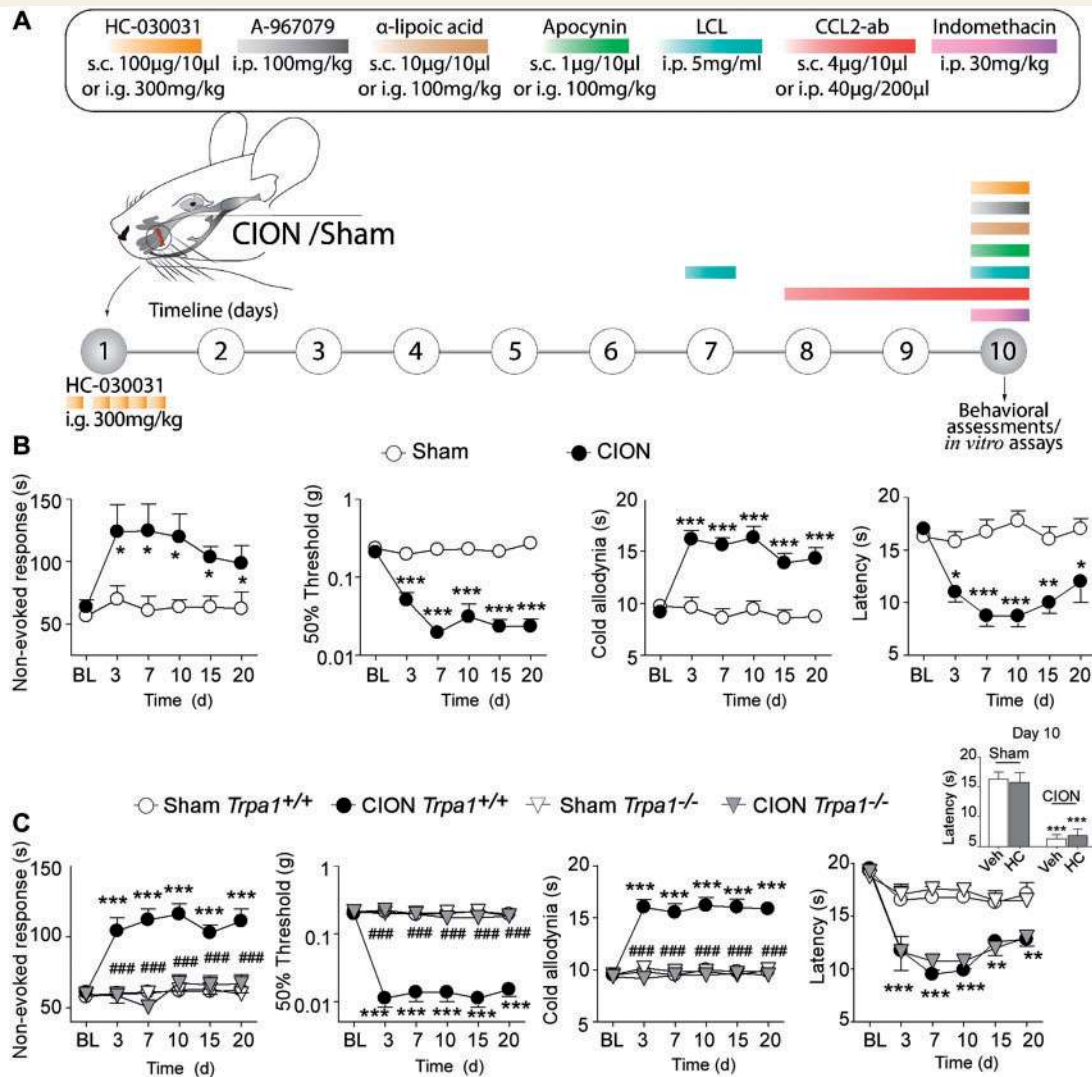 A
HC-030031
s.c. 100µg/10µl
or i.g. 300mg/kg
A-967079
i.p. 100mg/kg
α-lipoic acid
s.c. 10µg/10µl
or i.g. 100mg/kg
Apocynin
s.c. 1µg/10µl
or i.g. 100mg/kg
LCL
i.p. 5mg/ml
CCL2-ab
s.c. 4µg/10µl
or i.p. 40µg/200µl
Indomethacin
i.p. 30mg/kg
CION /Sham
Timeline (days)
1 2 3 4 5 6 7 8 9 10
HC-030031
i.g. 300mg/kg
Behavioral
assessments/
in vitro assays
B
Sham CION
Non-evoked response (s)
150
100
50
* * * * *
BL 3 7 10 15 20
Time (d)
50% Threshold (g)
1
0.1
0.01
*** *** *** *** ***
BL 3 7 10 15 20
Time (d)
Cold allodynia (s)
20
15
10
5
*** *** *** *** ***
BL 3 7 10 15 20
Time (d)
Latency (s)
20
15
10
5
* *** *** ** *
BL 3 7 10 15 20
Time (d)
Day 10
Latency (s)
20
15
10
5
Sham
CION
*** ***
Veh HC Veh HC
C
Sham Trpa1+/+ CION Trpa1+/+ Sham Trpa1-/- CION Trpa1-/-
Non-evoked response (s)
150
100
50
*** *** *** *** ***
### ### ### ### ###
BL 3 7 10 15 20
Time (d)
50% Threshold (g)
1
0.1
0.01
### ### ### ### ###
*** *** *** *** ***
BL 3 7 10 15 20
Time (d)
Cold allodynia (s)
20
15
10
5
*** *** *** *** ***
### ### ### ### ###
BL 3 7 10 15 20
Time (d)
Latency (s)
20
15
10
5
*** *** *** ** **
BL 3 7 10 15 20
Time (d)